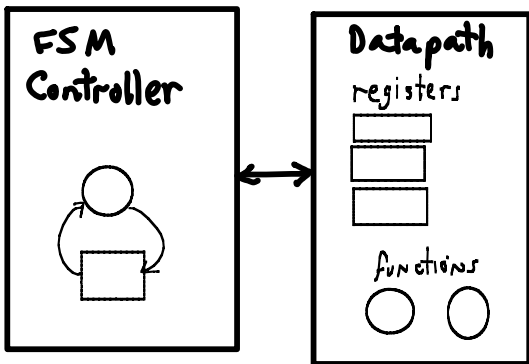 FSM
Controller
Datapath
registers
functions